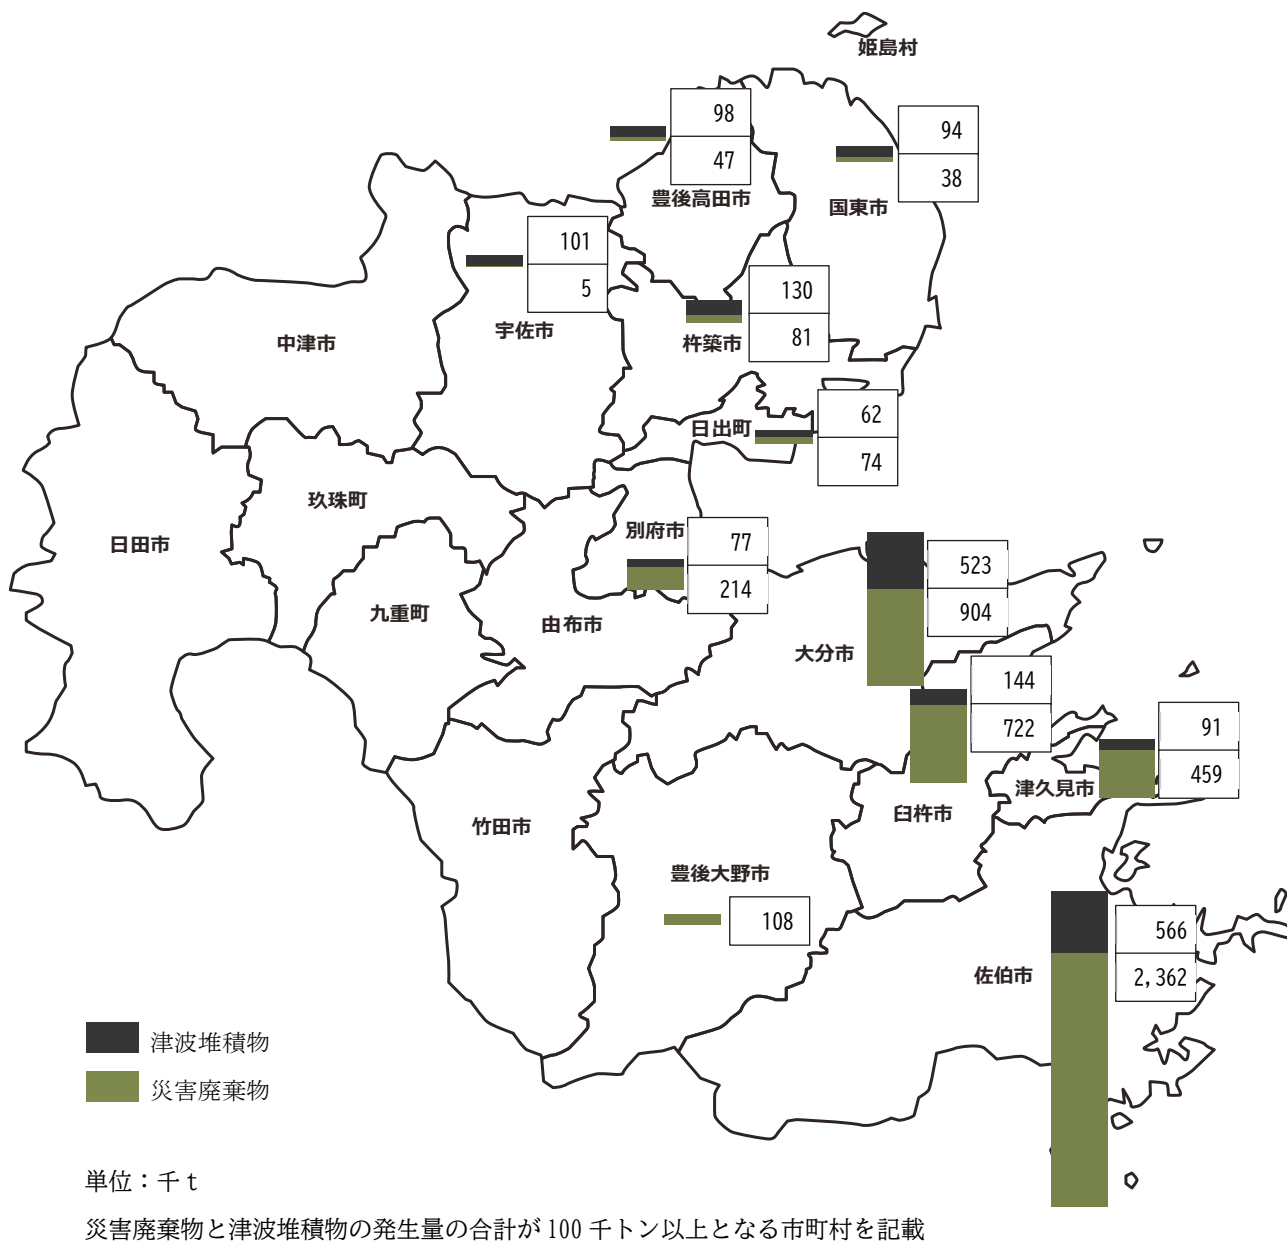 姫島村
98
47
豊後高田市
94
38
国東市
101
5
宇佐市
130
81
杵築市
中津市
62
74
日出町
玖珠町
日田市
別府市
77
214
九重町
由布市
523
904
大分市
144
722
臼杵市
91
459
津久見市
竹田市
豊後大野市
108
566
2,362
佐伯市
津波堆積物
災害廃棄物
単位：千ｔ
災害廃棄物と津波堆積物の発生量の合計が 100 千トン以上となる市町村を記載